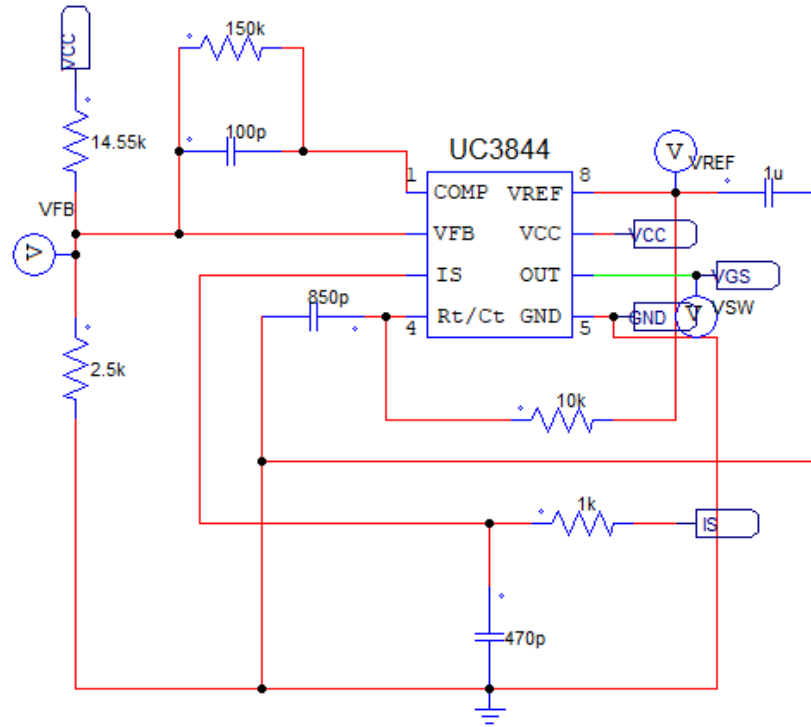 150k
VCC
14.55k
100p
UC3844
V
VREF
1u
1
8
COMP
VREF
VFB
VFB
VCC
VCC
V
IS
OUT
VGS
850p
4
Rt/Ct
GND
5
GND
V
VSW
2.5k
10k
1k
IS
470p